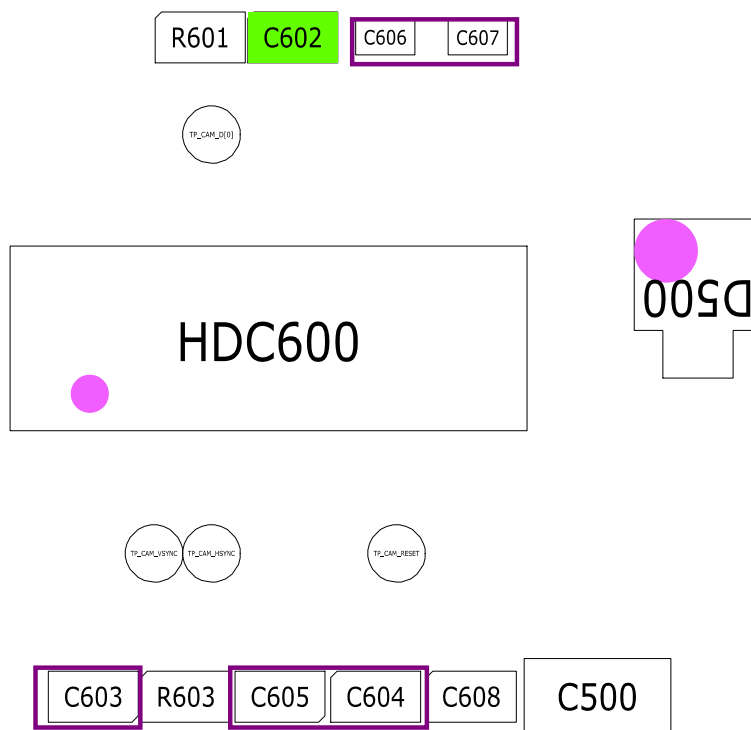 R601 C602 C606 C607
TP_CAM_D[0]
D500
HDC600
TP_CAM_VSYNC TP_CAM_HSYNC TP_CAM_RESET
C603 R603 C605 C604 C608 C500